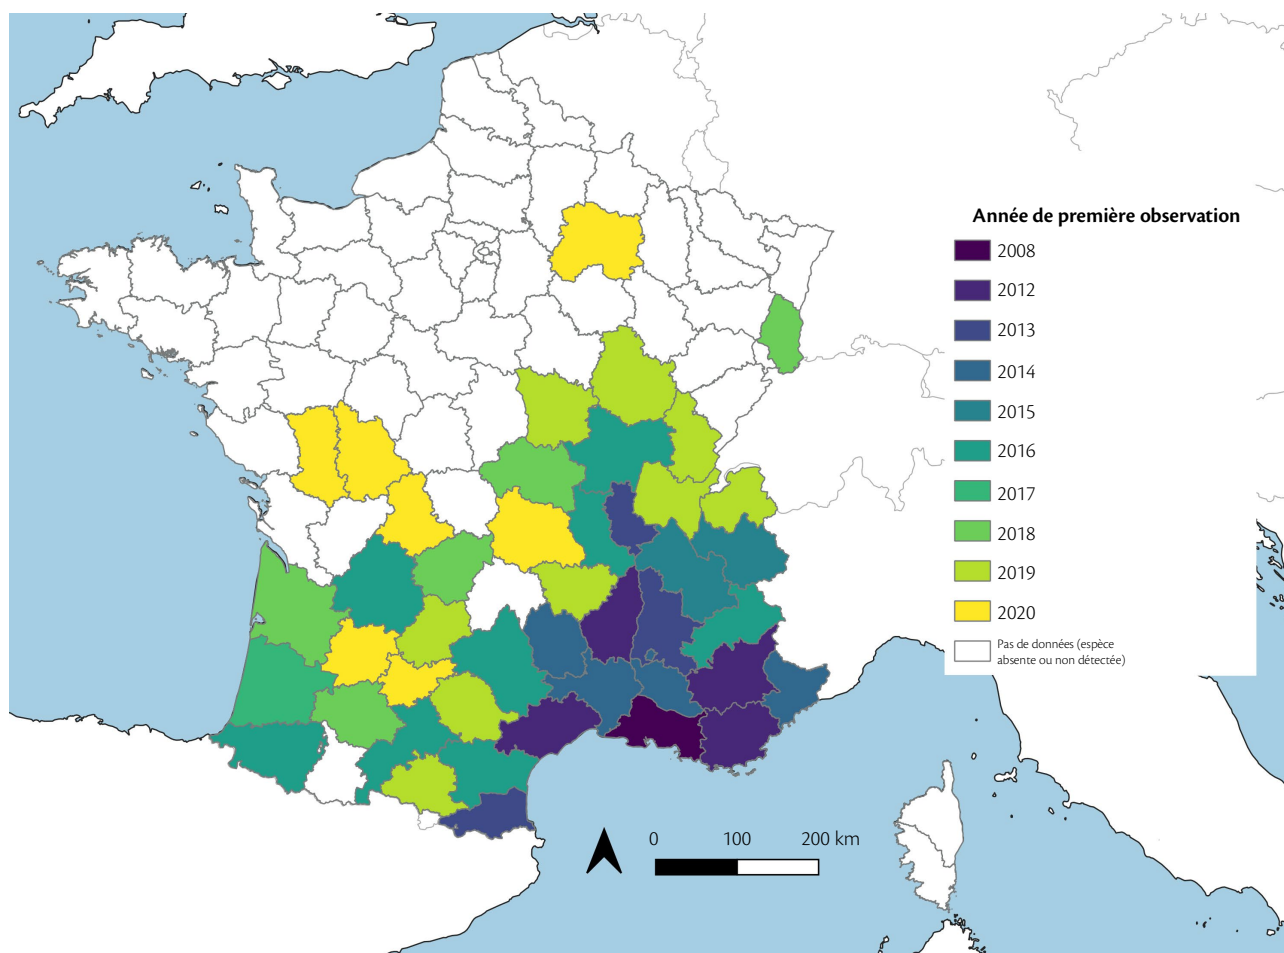 Année de première observation
2008
2012
2013
2014
2015
2016
2017
2018
2019
2020
Pas de données (espèce
absente ou non détectée)
0 100 200 km